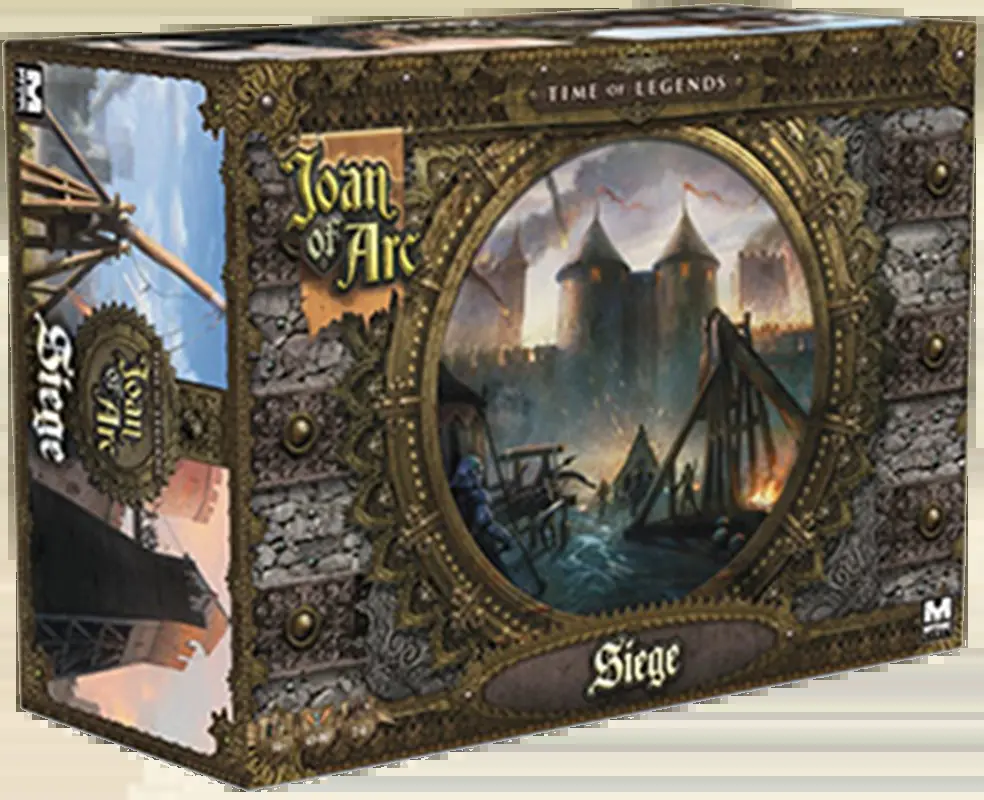 TIME OF LEGENDS
Joan
of Arc
Siege
Joan
of
Arc
Siege